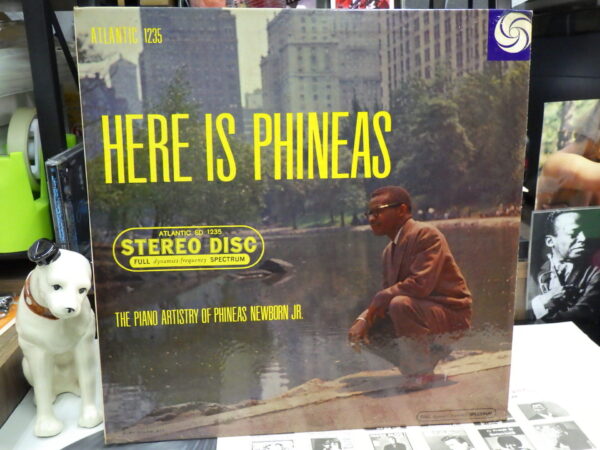 ATLANTIC 1235
HERE IS PHINEAS
ATLANTIC SD 1235
STEREO DISC
FULL dynamics-frequency SPECTRUM
THE PIANO ARTISTRY OF PHINEAS NEWBORN JR.